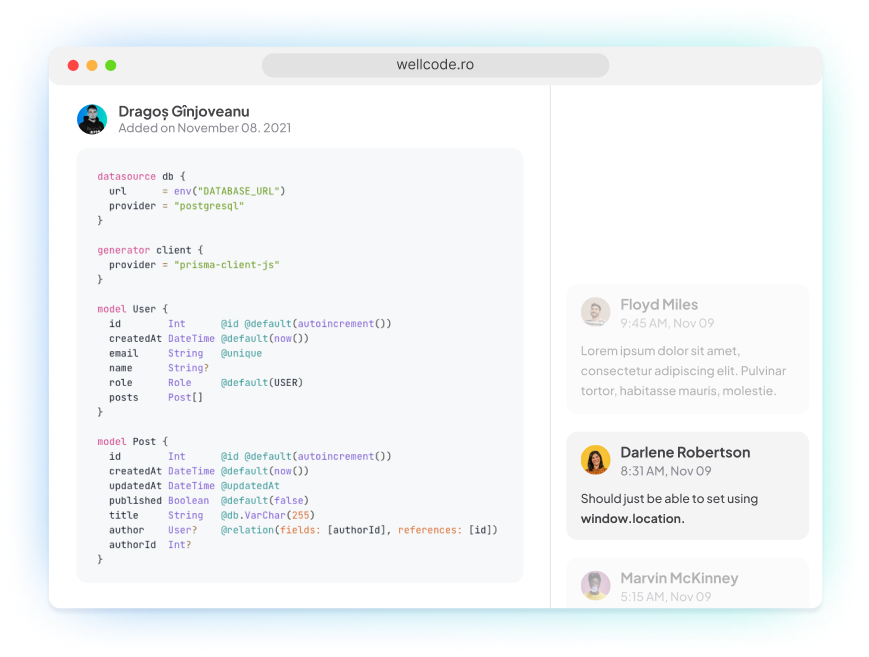 wellcode.ro
Dragoș Gînjoveanu
Added on November 08. 2021
datasource db {
  url      = env("DATABASE_URL")
  provider = "postgresql"
}
generator client {
  provider = "prisma-client-js"
}
model User {
  id        Int      @id @default(autoincrement())
  createdAt DateTime @default(now())
  email     String   @unique
  name      String?
  role      Role     @default(USER)
  posts     Post[]
}
model Post {
  id        Int      @id @default(autoincrement())
  createdAt DateTime @default(now())
  updatedAt DateTime @updatedAt
  published Boolean  @default(false)
  title     String   @db.VarChar(255)
  author    User?    @relation(fields: [authorId], references: [id])
  authorId  Int?
}
Floyd Miles
9:45 AM, Nov 09
Lorem ipsum dolor sit amet,
consectetur adipiscing elit. Pulvinar
tortor, habitasse mauris, molestie.
Darlene Robertson
8:31 AM, Nov 09
Should just be able to set using
window.location.
Marvin McKinney
5:15 AM, Nov 09